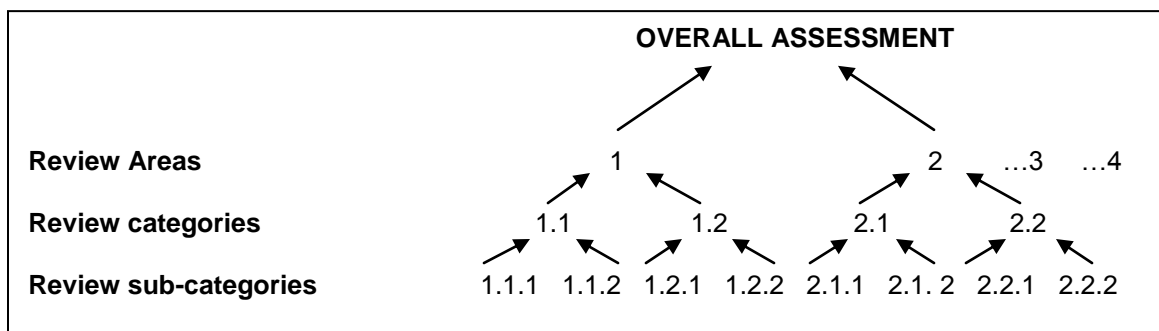 OVERALL ASSESSMENT
Review Areas 1 2 …3 …4
Review categories 1.1 1.2 2.1 2.2
Review sub-categories 1.1.1 1.1.2 1.2.1 1.2.2 2.1.1 2.1. 2 2.2.1 2.2.2